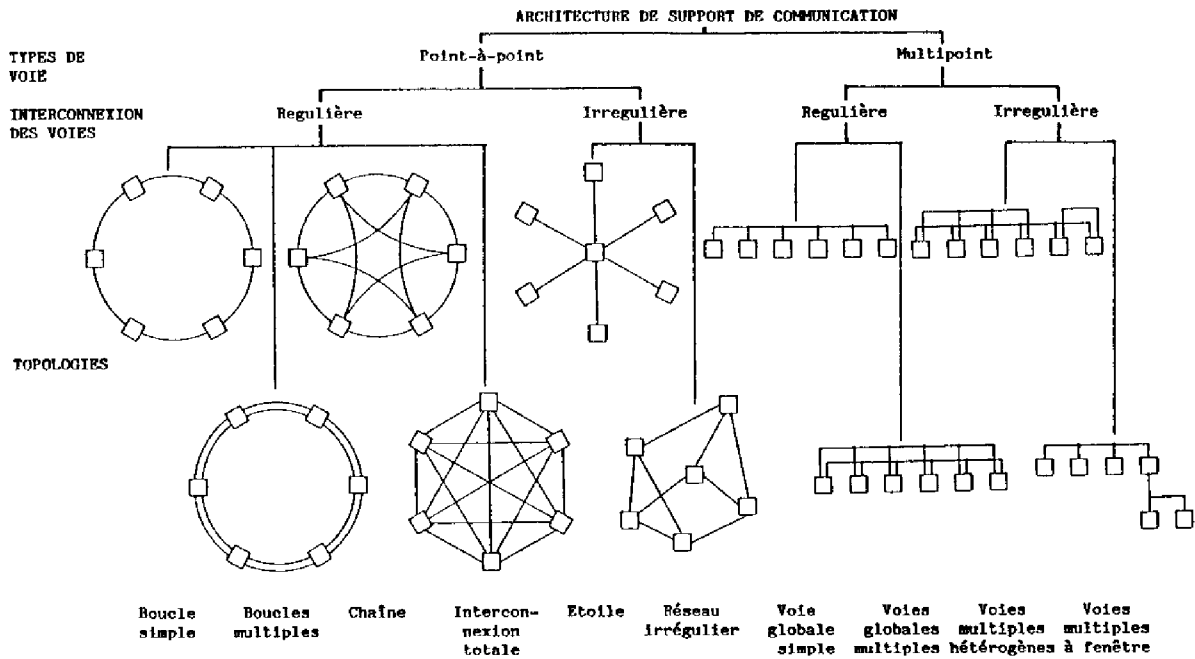 ARCHITECTURE DE SUPPORT DE COMMUNICATION
TYPES DE
VOIE
Point-à-point
Multipoint
INTERCONNEXION
DES VOIES
Regulière
Irregulière
Regulière
Irregulière
TOPOLOGIES
Boucle
simple
Boucles
multiples
Chaîne
Intercon-
nexion
totale
Etoile
Réseau
irrégulier
Voie
globale
simple
Voies
globales
multiples
Voies
multiples
hétérogènes
Voies
multiples
à fenêtre